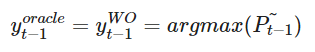 $y_{t-1}^{oracle} = y_{t-1}^{WO} = argmax(\tilde{P_{t-1}})$